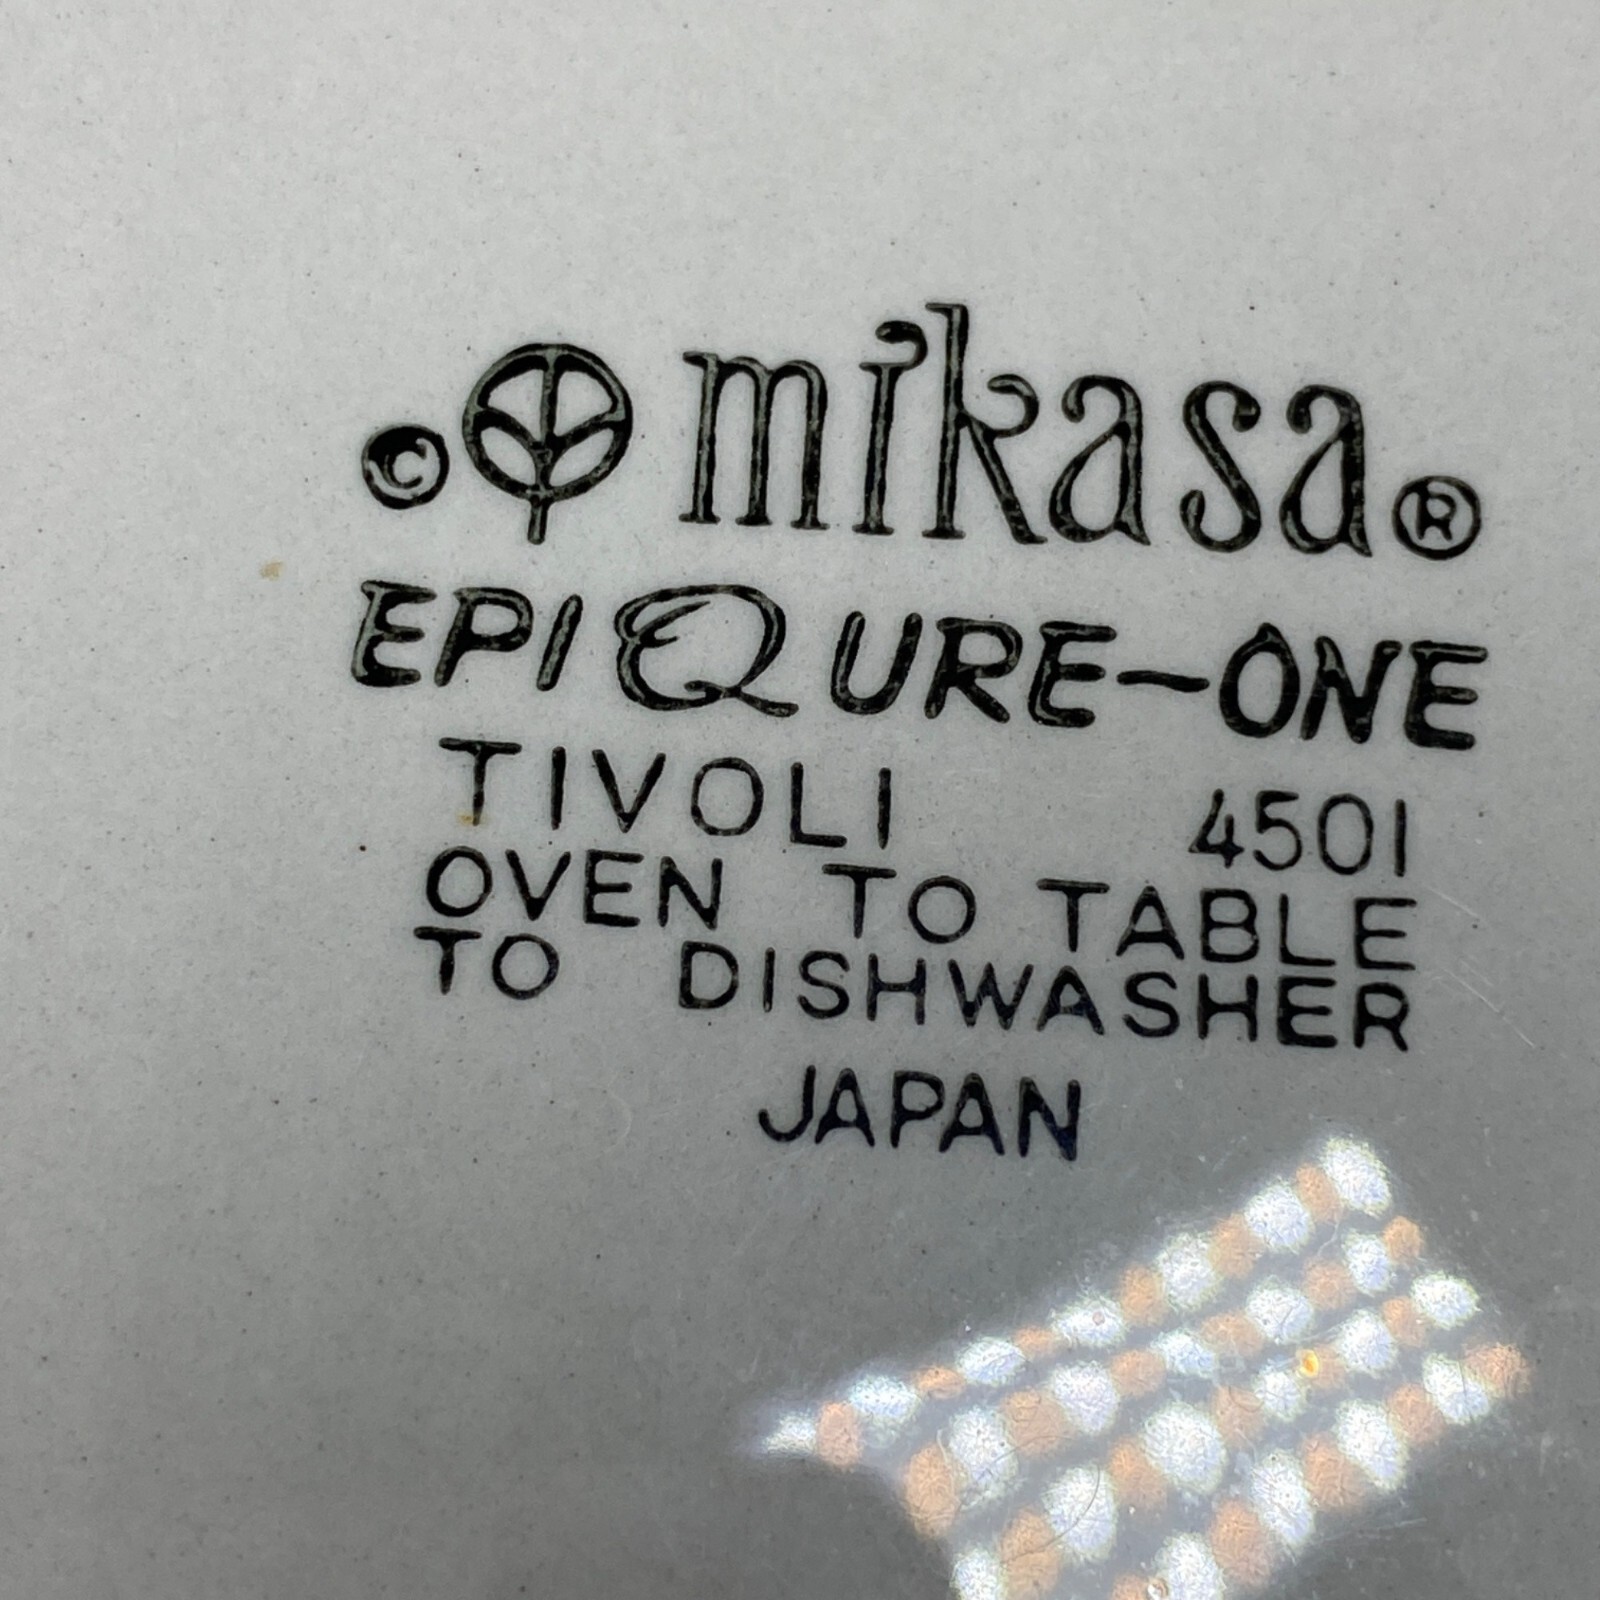 © mikasa®
EPIQURE-ONE
TIVOLI 4501
OVEN TO TABLE
TO DISHWASHER
JAPAN